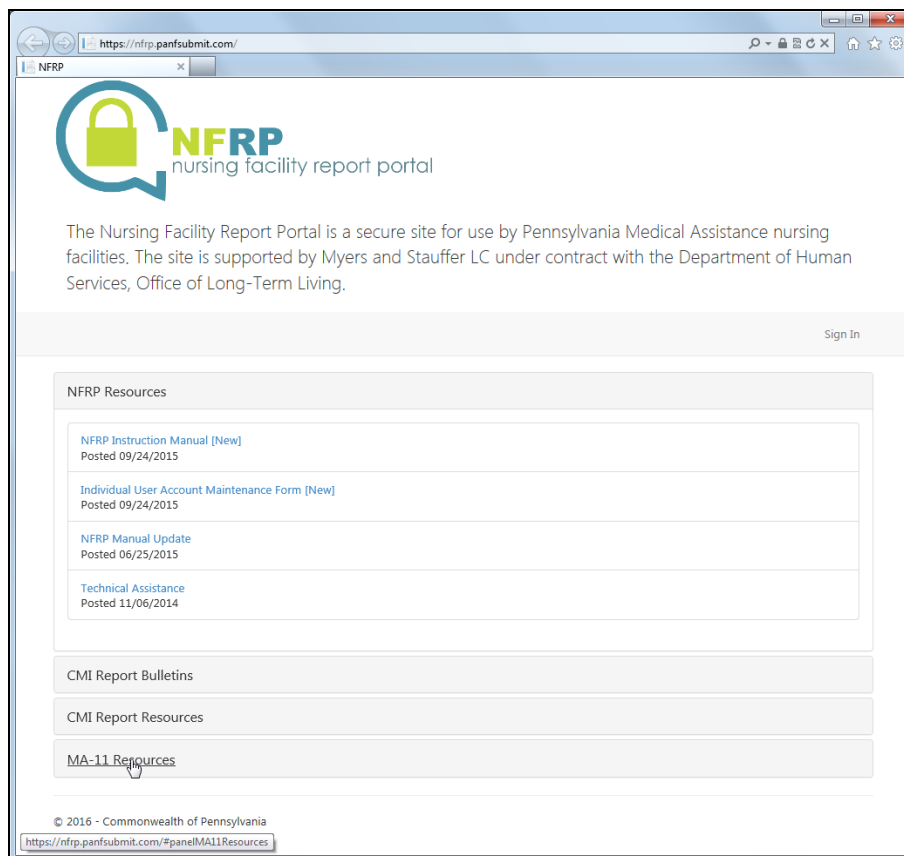 https://nfrp.panfsubmit.com/
NFRP
NFRP
nursing facility report portal
The Nursing Facility Report Portal is a secure site for use by Pennsylvania Medical Assistance nursing
facilities. The site is supported by Myers and Stauffer LC under contract with the Department of Human
Services, Office of Long-Term Living.
Sign In
NFRP Resources
NFRP Instruction Manual [New]
Posted 09/24/2015
Individual User Account Maintenance Form [New]
Posted 09/24/2015
NFRP Manual Update
Posted 06/25/2015
Technical Assistance
Posted 11/06/2014
CMI Report Bulletins
CMI Report Resources
MA-11 Resources
© 2016 - Commonwealth of Pennsylvania
https://nfrp.panfsubmit.com/#panelMA11Resources